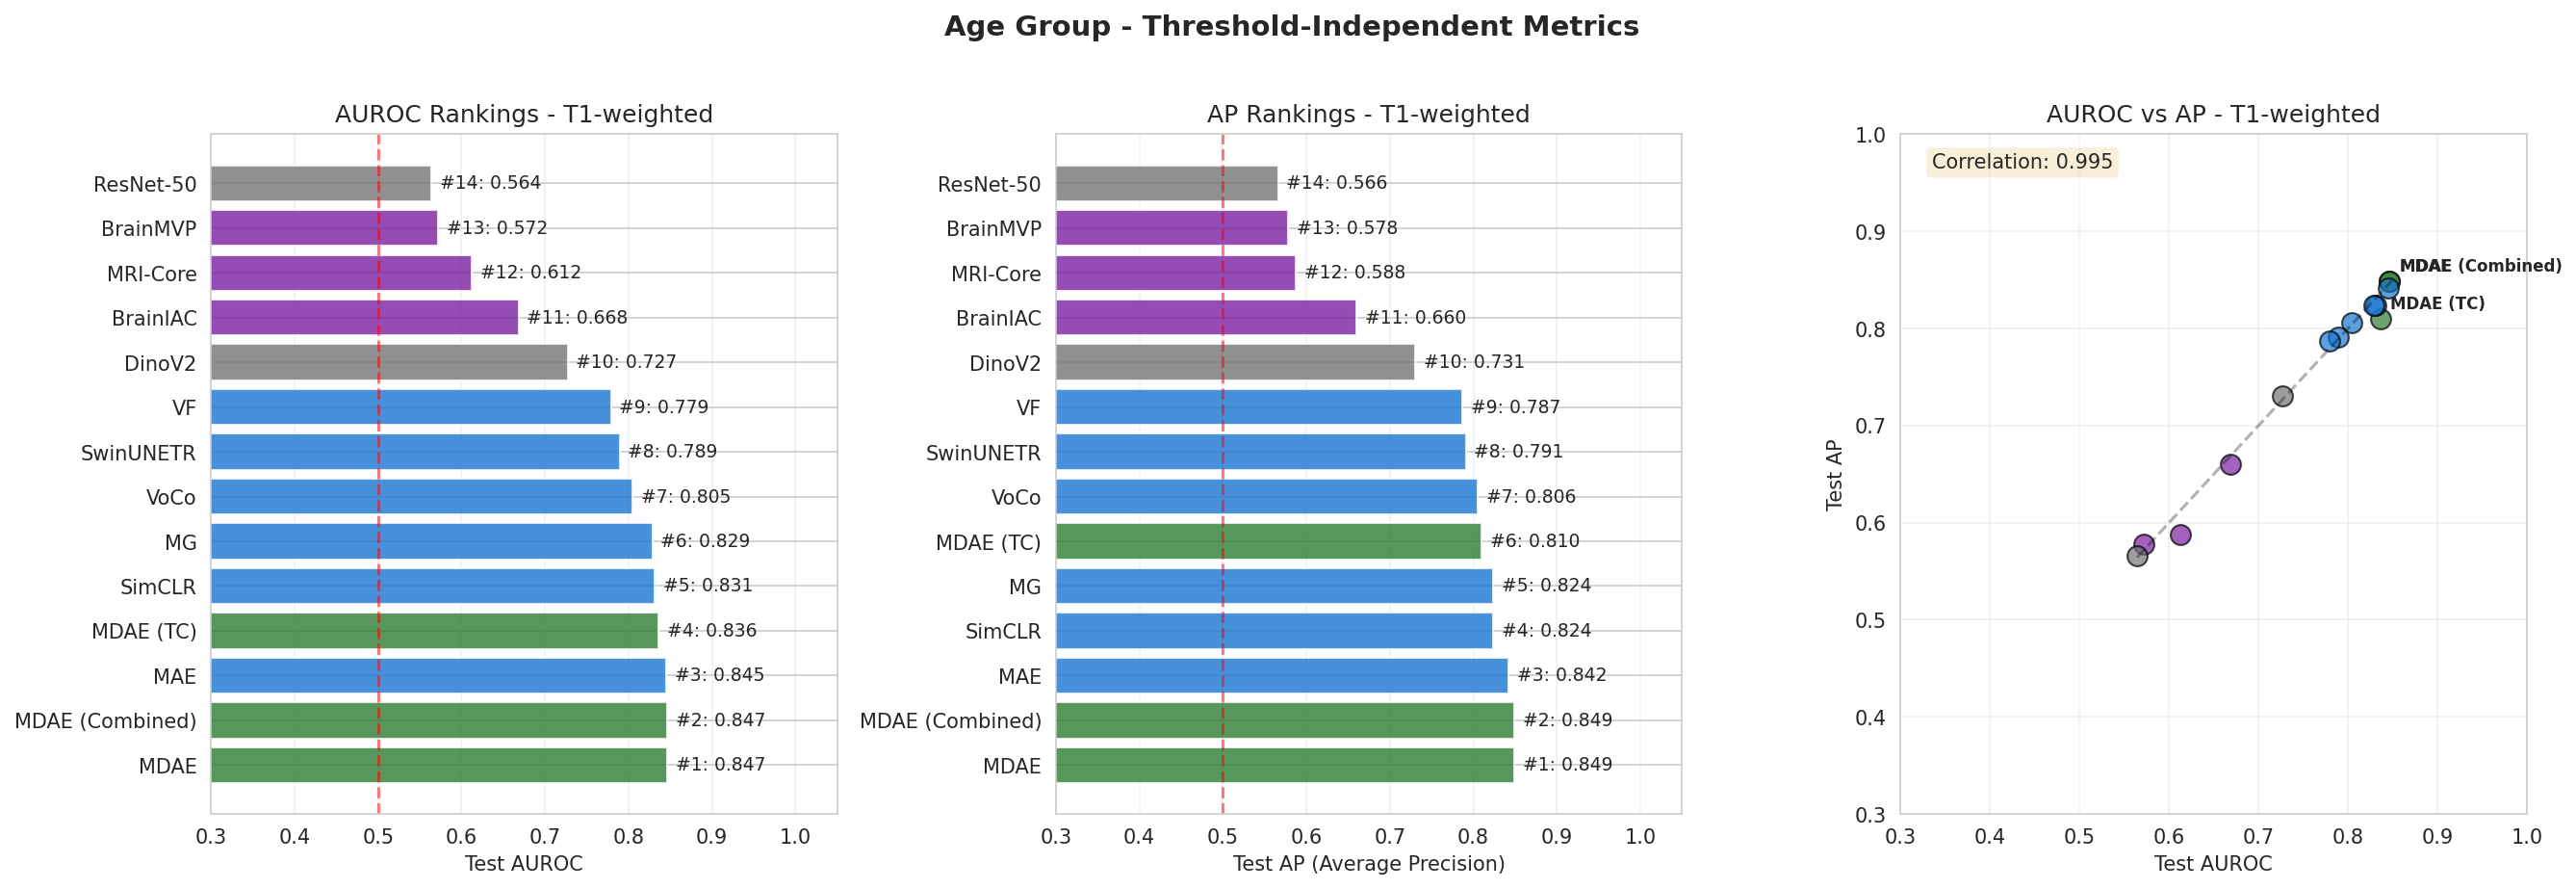 Age Group - Threshold-Independent Metrics
AUROC Rankings - T1-weighted
ResNet-50
#14: 0.564
BrainMVP
#13: 0.572
MRI-Core
#12: 0.612
BrainIAC
#11: 0.668
DinoV2
#10: 0.727
VF
#9: 0.779
SwinUNETR
#8: 0.789
VoCo
#7: 0.805
MG
#6: 0.829
SimCLR
#5: 0.831
MDAE (TC)
#4: 0.836
MAE
#3: 0.845
MDAE (Combined)
#2: 0.847
MDAE
#1: 0.847
0.3 0.4 0.5 0.6 0.7 0.8 0.9 1.0
Test AUROC
AP Rankings - T1-weighted
ResNet-50
#14: 0.566
BrainMVP
#13: 0.578
MRI-Core
#12: 0.588
BrainIAC
#11: 0.660
DinoV2
#10: 0.731
VF
#9: 0.787
SwinUNETR
#8: 0.791
VoCo
#7: 0.806
MDAE (TC)
#6: 0.810
MG
#5: 0.824
SimCLR
#4: 0.824
MAE
#3: 0.842
MDAE (Combined)
#2: 0.849
MDAE
#1: 0.849
0.3 0.4 0.5 0.6 0.7 0.8 0.9 1.0
Test AP (Average Precision)
AUROC vs AP - T1-weighted
Correlation: 0.995
MDAE (Combined)
MDAE (TC)
Test AP
1.0
0.9
0.8
0.7
0.6
0.5
0.4
0.3
0.3 0.4 0.5 0.6 0.7 0.8 0.9 1.0
Test AUROC